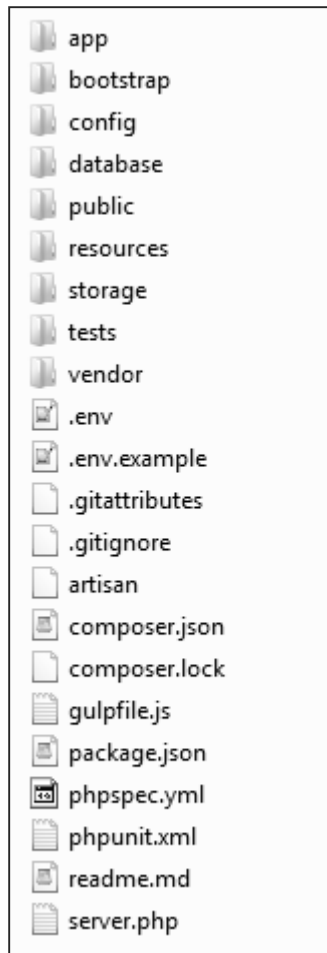 app
bootstrap
config
database
public
resources
storage
tests
vendor
.env
.env.example
.gitattributes
.gitignore
artisan
composer.json
composer.lock
gulpfile.js
package.json
phpspec.yml
phpunit.xml
readme.md
server.php